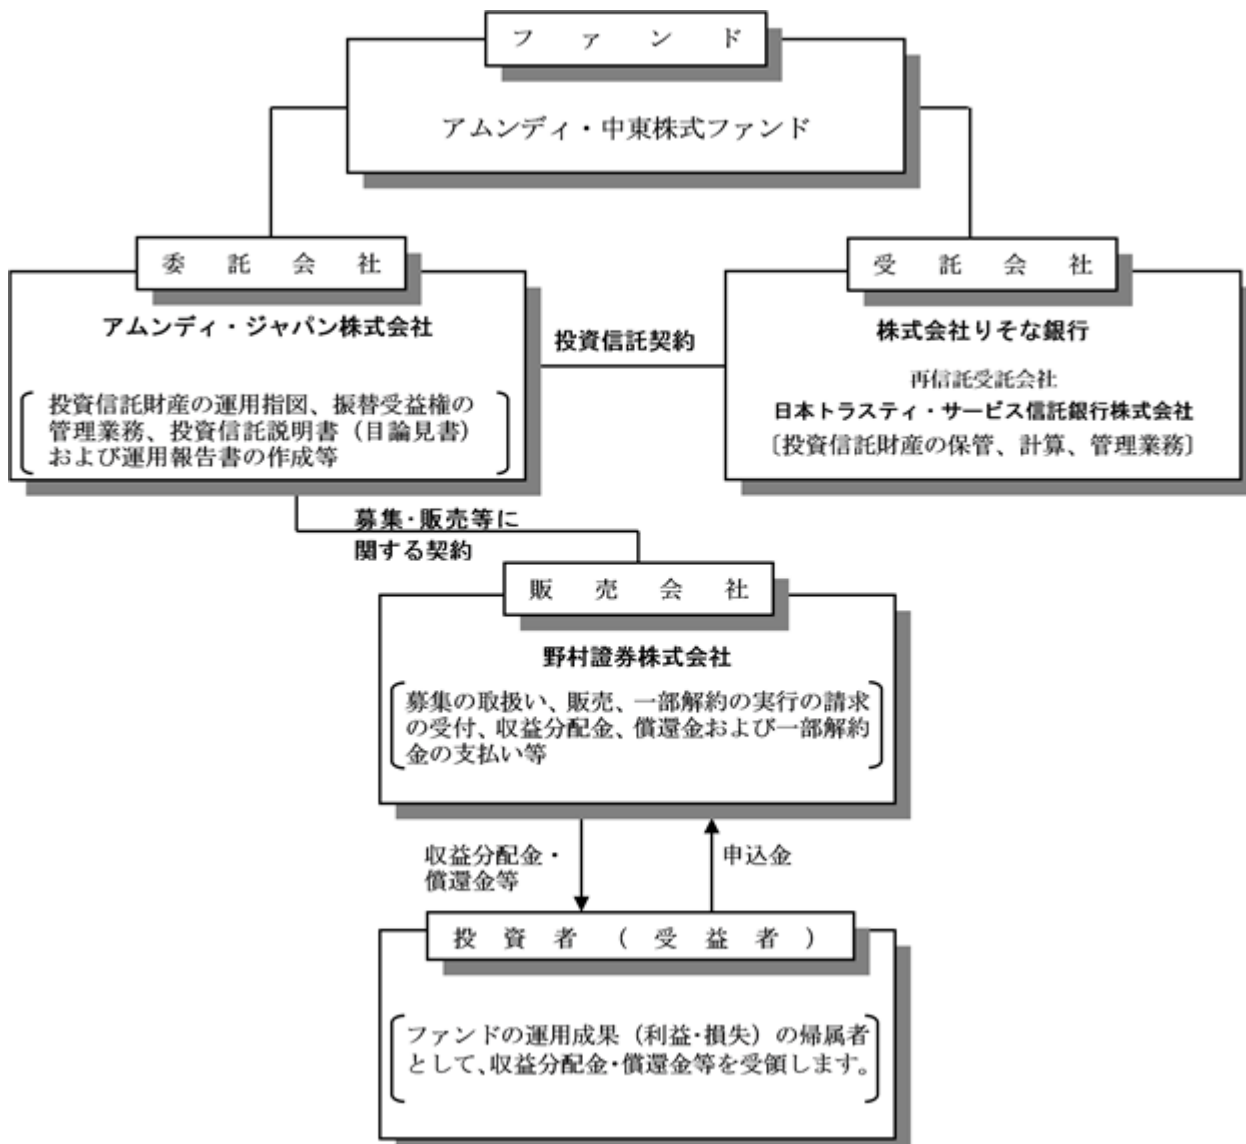 ファンド
アムンディ・中東株式ファンド
委託会社
アムンディ・ジャパン株式会社
投資信託財産の運用指図、振替受益権の
管理業務、投資信託説明書（目論見書）
および運用報告書の作成等
投資信託契約
受託会社
株式会社りそな銀行
再信託受託会社
日本トラスティ・サービス信託銀行株式会社
〔投資信託財産の保管、計算、管理業務〕
募集・販売等に
関する契約
販売会社
野村證券株式会社
募集の取扱い、販売、一部解約の実行の請求
の受付、収益分配金、償還金および一部解約
金の支払い等
収益分配金・
償還金等
申込金
投資者（受益者）
ファンドの運用成果（利益・損失）の帰属者
として、収益分配金・償還金等を受領します。